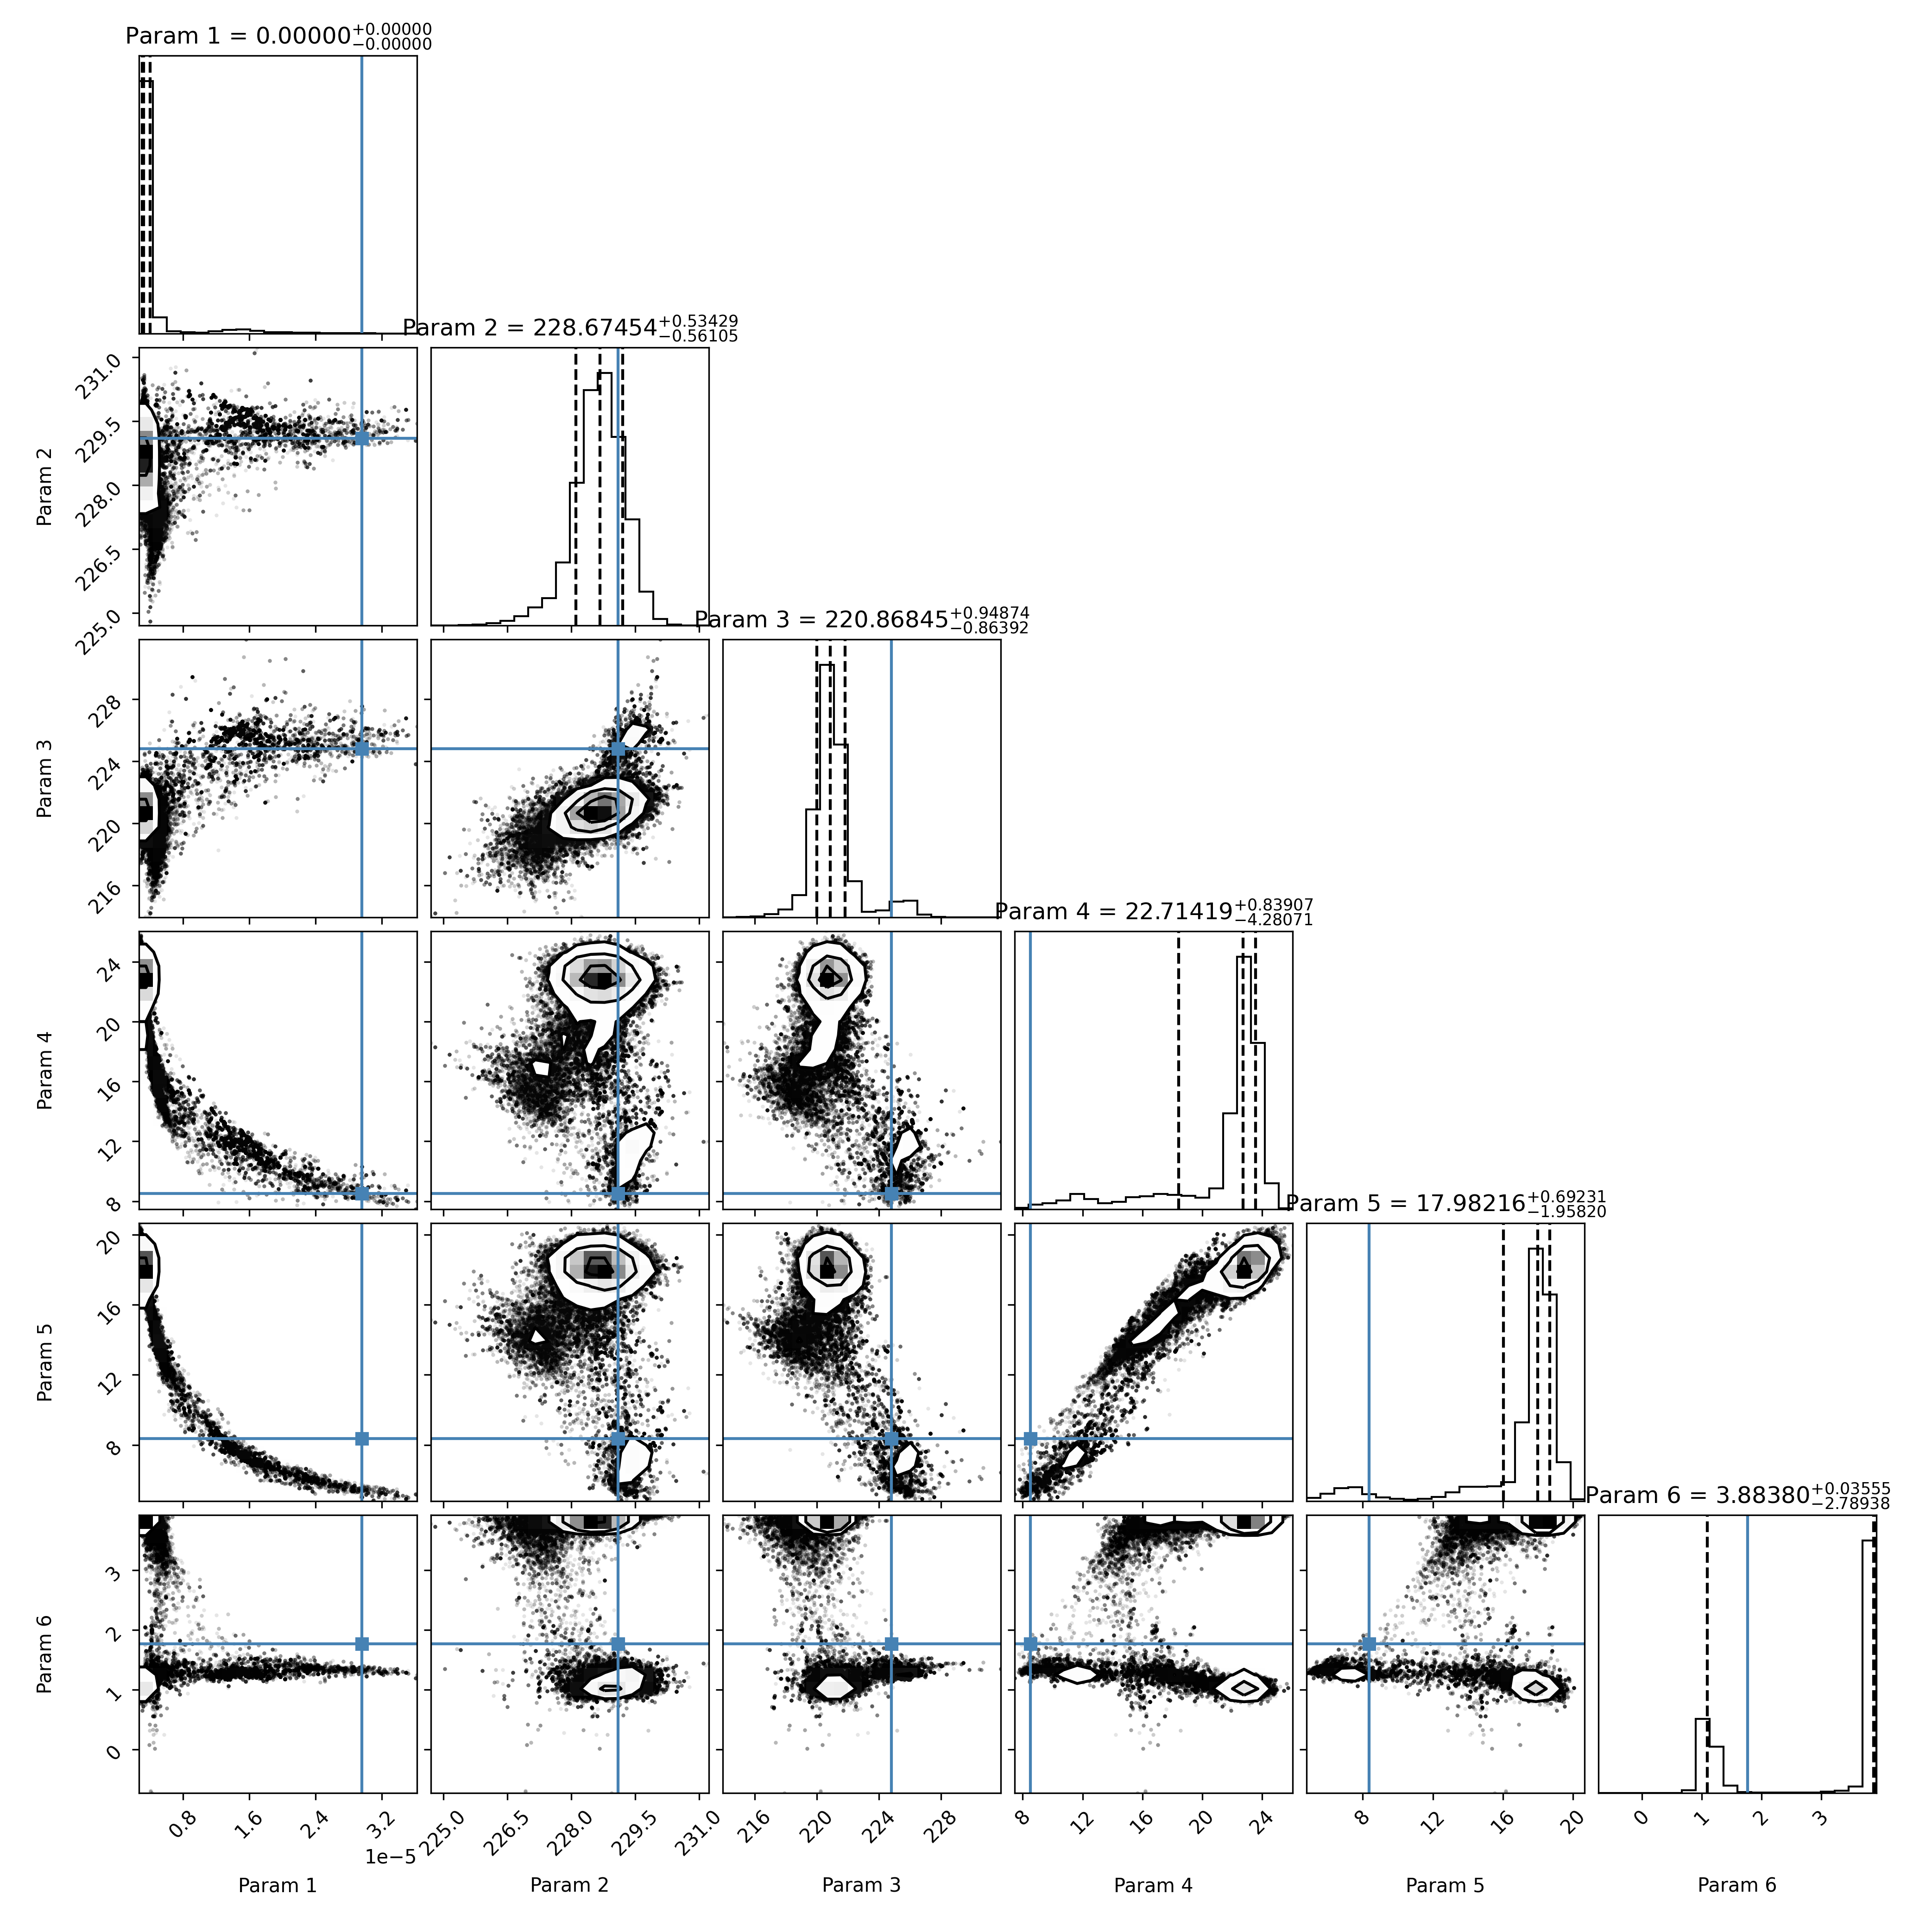 Param 1 = 0.00000+0.00000 −0.00000
Param 2 = 228.67454+0.53429 −0.56105
231.0
229.5
228.0
226.5
225.0
Param 2
Param 3 = 220.86845+0.94874 −0.86392
228
224
220
216
Param 3
Param 4 = 22.71419+0.83907 −4.28071
24
20
16
12
8
Param 4
Param 5 = 17.98216+0.69231 −1.95820
20
16
12
8
Param 5
Param 6 = 3.88380+0.03555 −2.78938
3
2
1
0
Param 6
0.8 1.6 2.4 3.2 225.0 226.5 228.0 229.5 231.0 216 220 224 228 8 12 16 20 24 8 12 16 20 0 1 2 3
1e−5
Param 1 Param 2 Param 3 Param 4 Param 5 Param 6